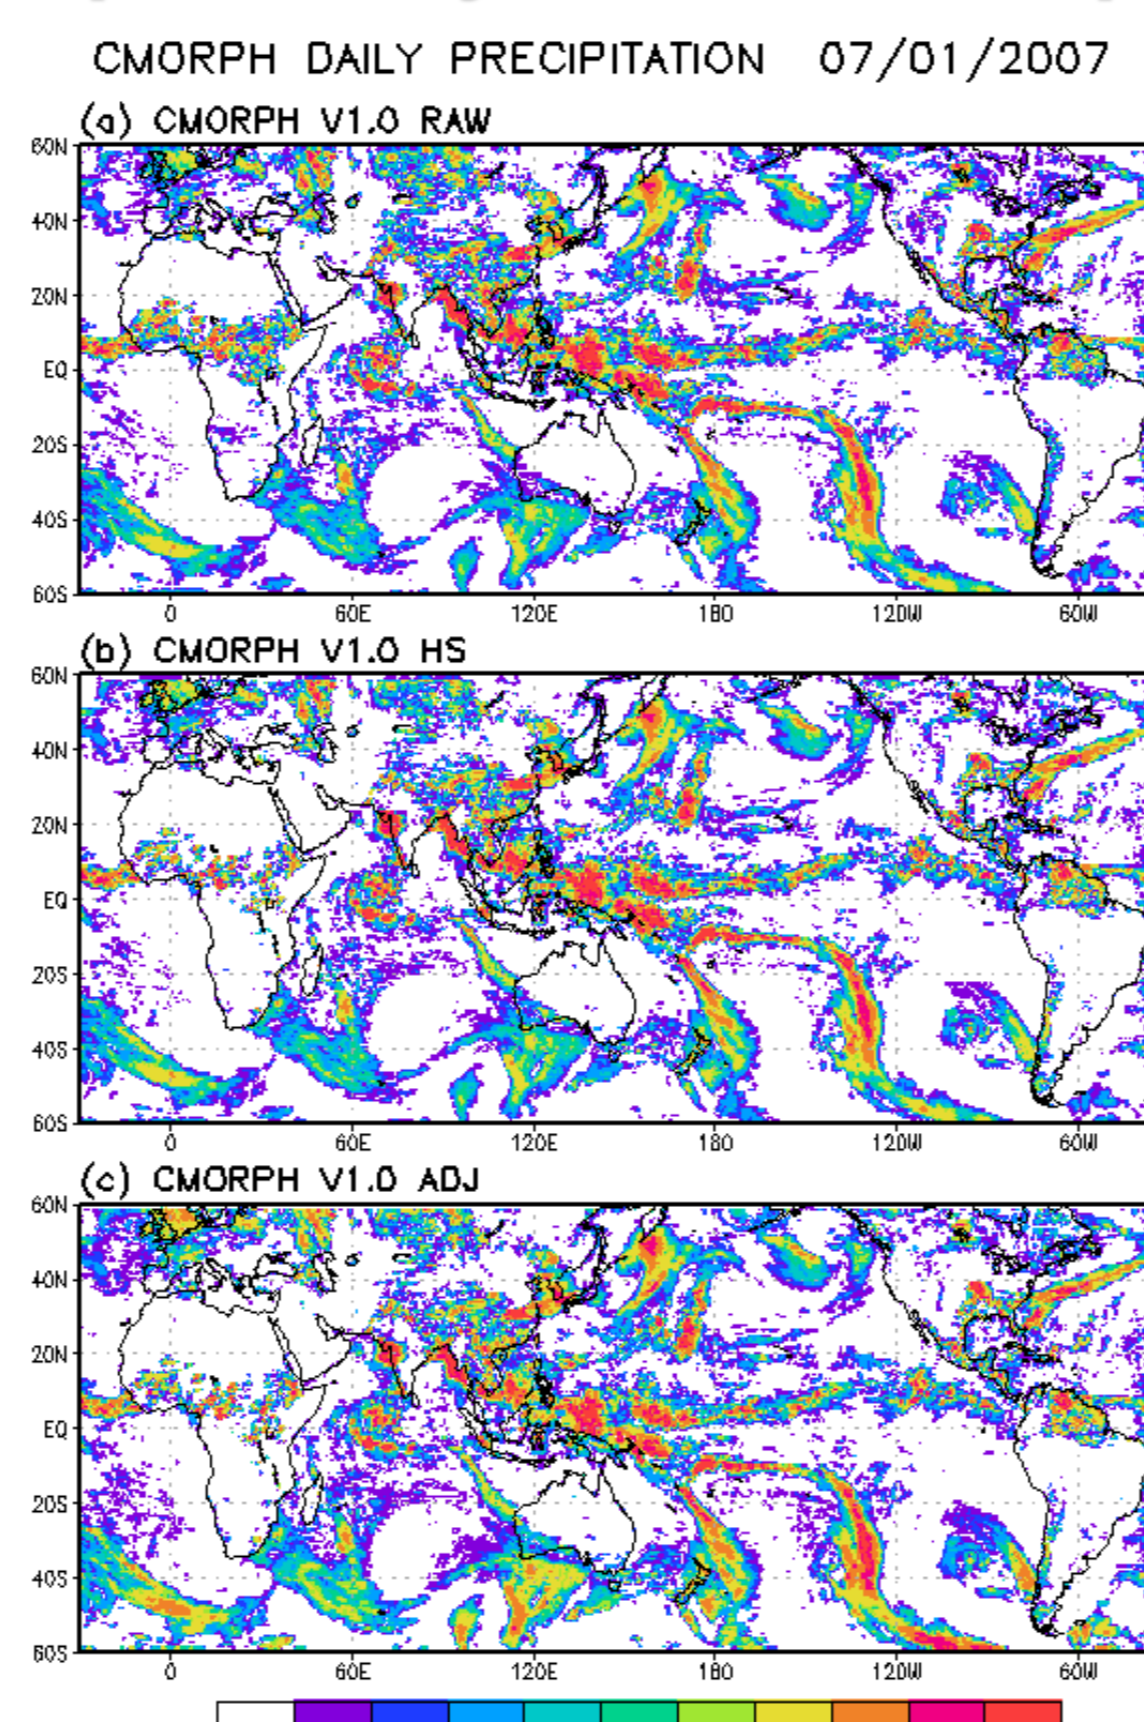 CMORPH DAILY PRECIPITATION 07/01/2007
(a) CMORPH V1.0 RAW
60N
40N
20N
EQ
20S
40S
60S
0 60E 120E 180 120W 60W
(b) CMORPH V1.0 HS
60N
40N
20N
EQ
20S
40S
60S
0 60E 120E 180 120W 60W
(c) CMORPH V1.0 ADJ
60N
40N
20N
EQ
20S
40S
60S
0 60E 120E 180 120W 60W